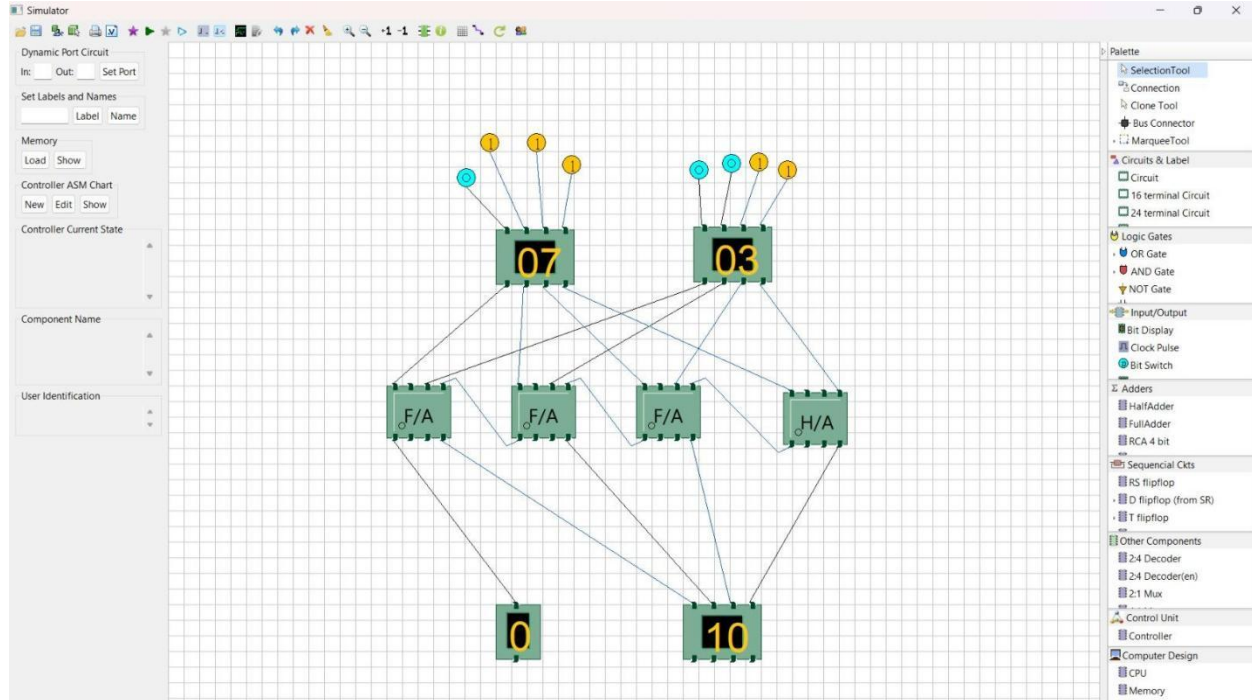 Simulator
-1 -1
Dynamic Port Circuit
In: Out: Set Port
Set Labels and Names
Label Name
Memory
Load Show
Controller ASM Chart
New Edit Show
Controller Current State
Component Name
User Identification
1 1
0 1
0 0 1 1
07 03
F/A F/A F/A H/A
0 10
Palette
SelectionTool
Connection
Clone Tool
Bus Connector
MarqueeTool
Circuits & Label
Circuit
16 terminal Circuit
24 terminal Circuit
Logic Gates
OR Gate
AND Gate
NOT Gate
Input/Output
Bit Display
Clock Pulse
Bit Switch
Σ Adders
HalfAdder
FullAdder
RCA 4 bit
Sequencial Ckts
RS flipflop
D flipflop (from SR)
T flipflop
Other Components
2:4 Decoder
2:4 Decoder(en)
2:1 Mux
Control Unit
Controller
Computer Design
CPU
Memory